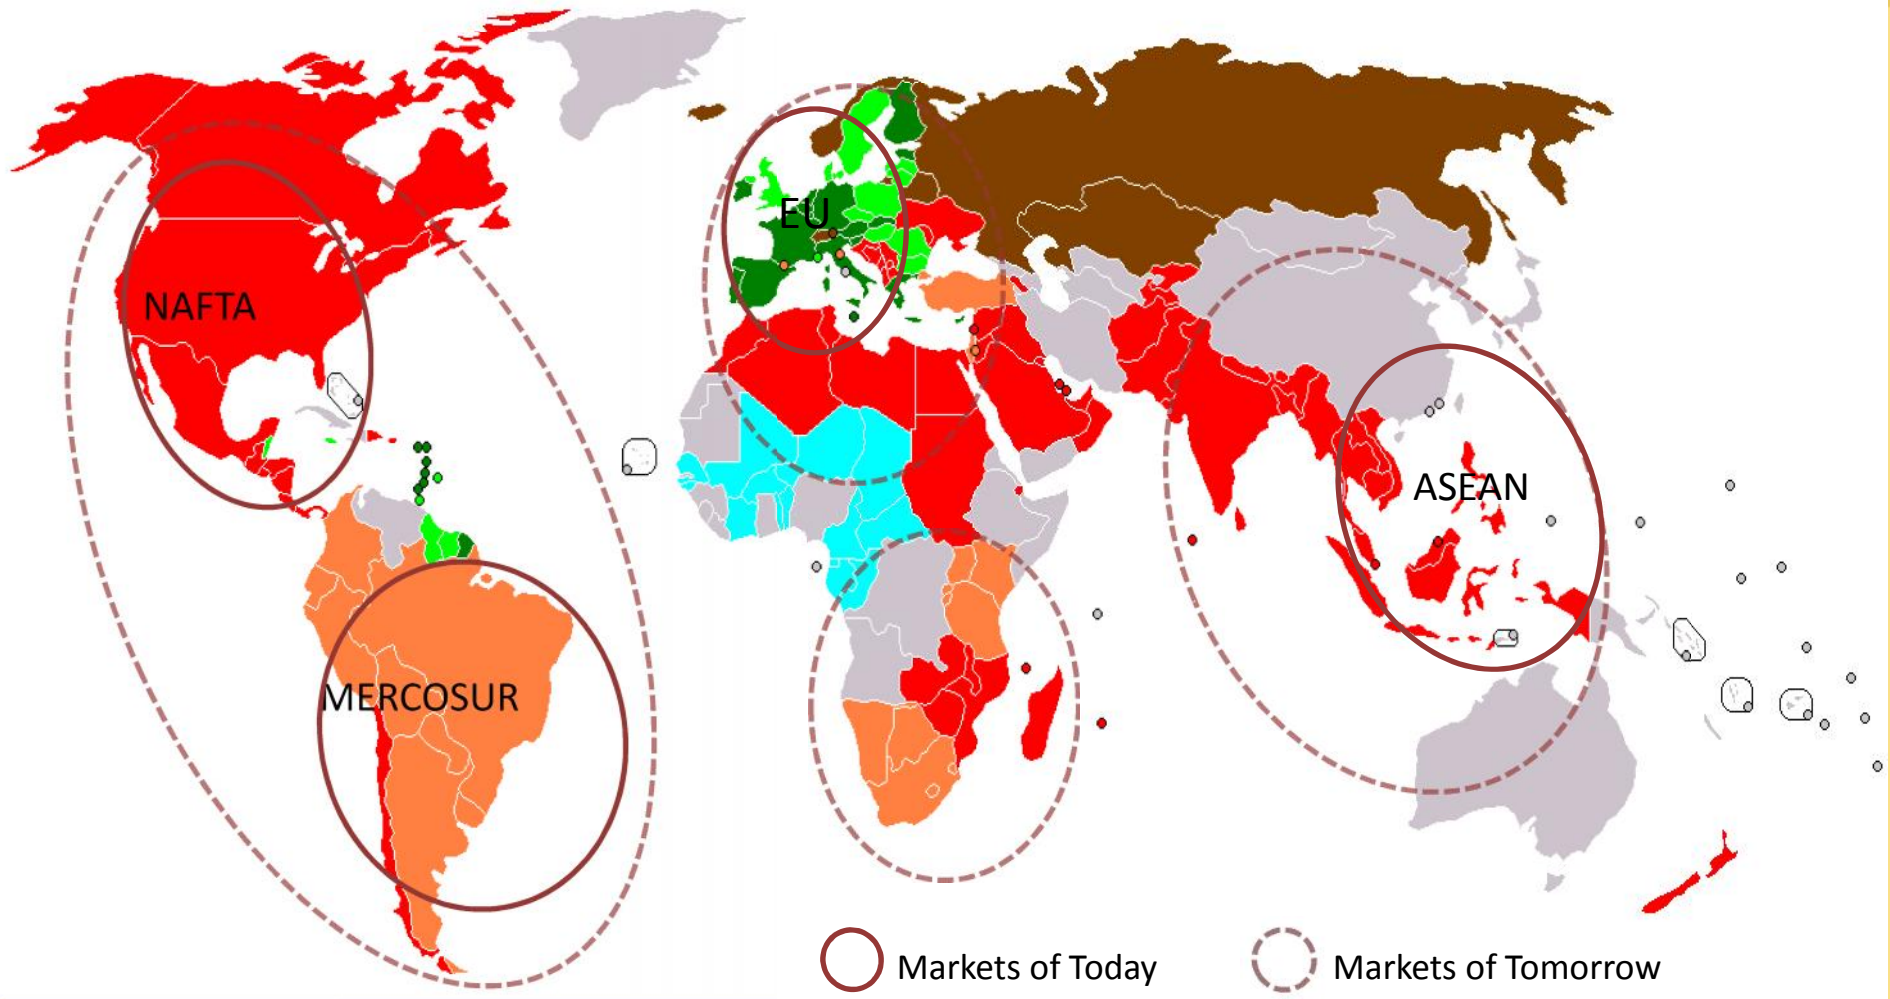 EU
NAFTA
ASEAN
MERCOSUR
Markets of Today
Markets of Tomorrow